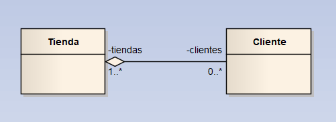 Tienda
Cliente
-tiendas
-clientes
1..*
0..*